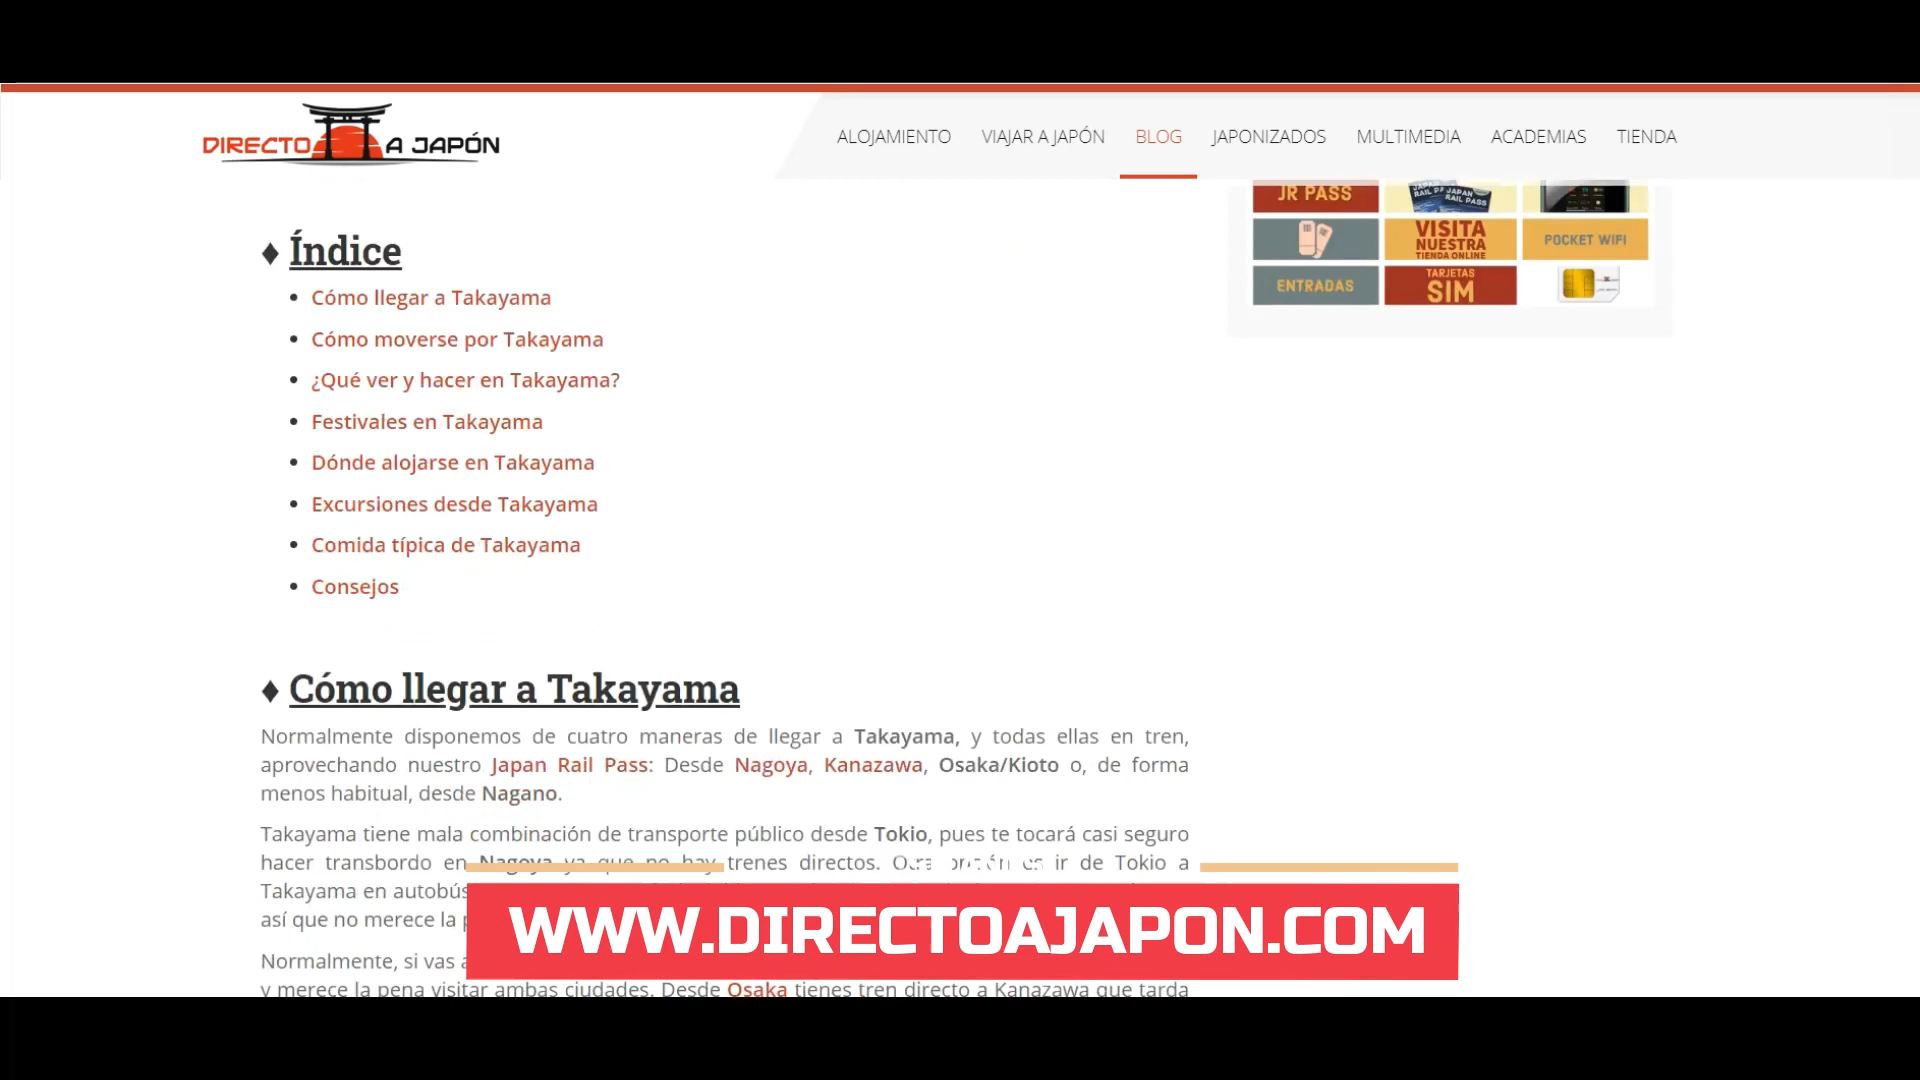 DIRECTO A JAPÓN
ALOJAMIENTO VIAJAR A JAPÓN BLOG JAPONIZADOS MULTIMEDIA ACADEMIAS TIENDA
JR PASS
VISITA
NUESTRA
TIENDA ONLINE
POCKET WIFI
ENTRADAS
TARJETAS
SIM
♦ Índice
• Cómo llegar a Takayama
• Cómo moverse por Takayama
• ¿Qué ver y hacer en Takayama?
• Festivales en Takayama
• Dónde alojarse en Takayama
• Excursiones desde Takayama
• Comida típica de Takayama
• Consejos
♦ Cómo llegar a Takayama
Normalmente disponemos de cuatro maneras de llegar a Takayama, y todas ellas en tren,
aprovechando nuestro Japan Rail Pass: Desde Nagoya, Kanazawa, Osaka/Kioto o, de forma
menos habitual, desde Nagano.
Takayama tiene mala combinación de transporte público desde Tokio, pues te tocará casi seguro
hacer transbordo en Nagoya ya que no hay trenes directos. ir de Tokio a
Takayama en autobús
así que no merece la
Normalmente, si vas
y merece la pena visitar ambas ciudades. Desde Osaka tienes tren directo a Kanazawa que tarda
WWW.DIRECTOAJAPON.COM